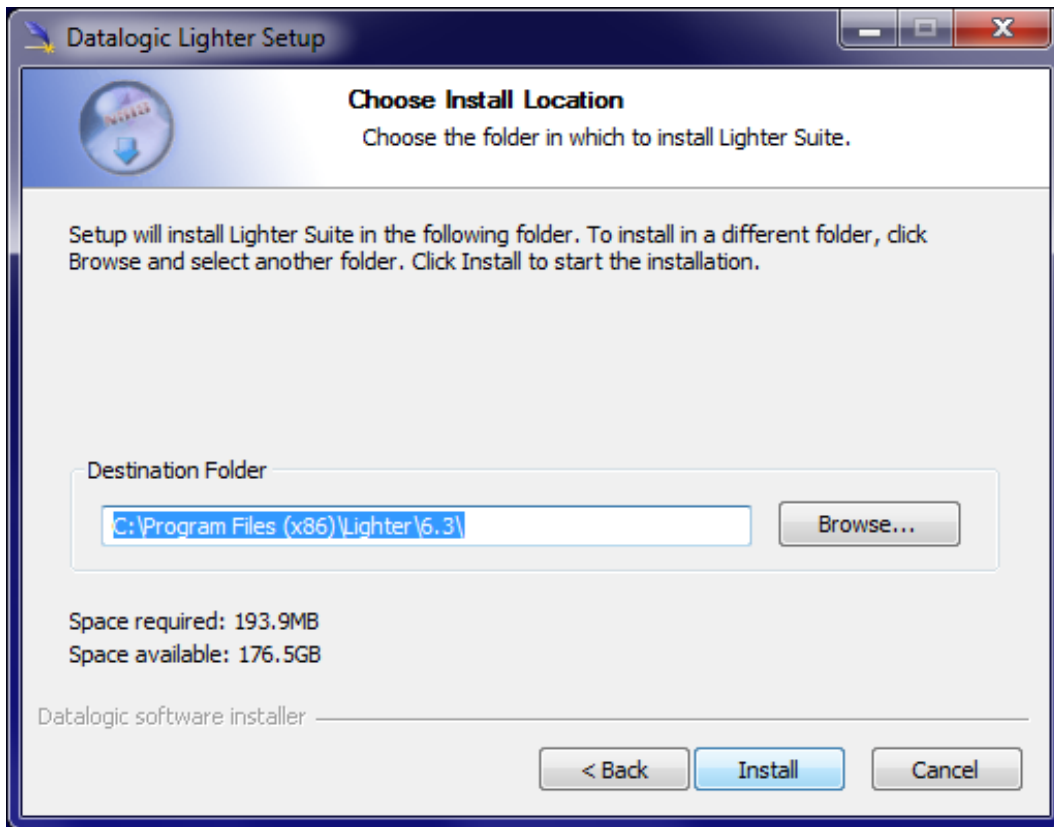 Datalogic Lighter Setup
Choose Install Location
Choose the folder in which to install Lighter Suite.
Setup will install Lighter Suite in the following folder. To install in a different folder, click
Browse and select another folder. Click Install to start the installation.
Destination Folder
C:\Program Files (x86)\Lighter\6.3\
Browse...
Space required: 193.9MB
Space available: 176.5GB
Datalogic software installer
< Back
Install
Cancel